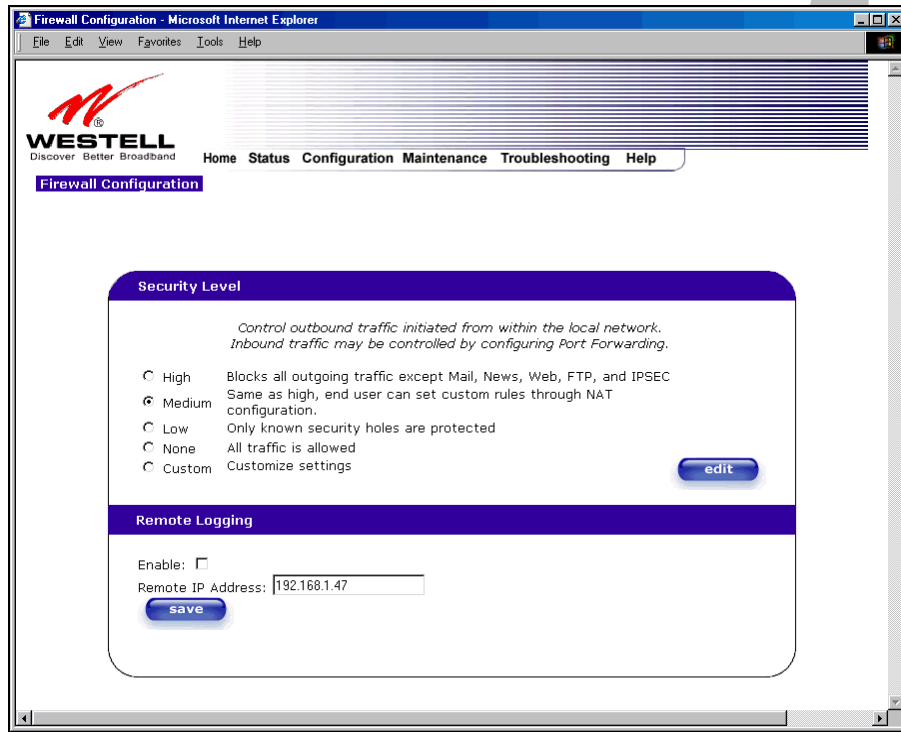 Firewall Configuration - Microsoft Internet Explorer
File Edit View Favorites Tools Help
®
WESTELL
Discover Better Broadband
Home Status Configuration Maintenance Troubleshooting Help
Firewall Configuration
Security Level
Control outbound traffic initiated from within the local network.
Inbound traffic may be controlled by configuring Port Forwarding.
High Blocks all outgoing traffic except Mail, News, Web, FTP, and IPSEC
Medium Same as high, end user can set custom rules through NAT
configuration.
Low Only known security holes are protected
None All traffic is allowed
Custom Customize settings
edit
Remote Logging
Enable:
Remote IP Address: 192.168.1.47
save